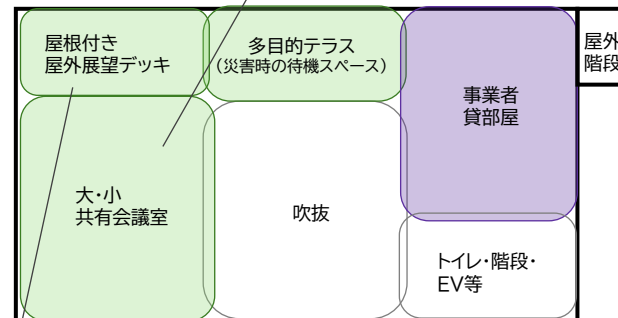 屋根付き
屋外展望デッキ
多目的テラス
（災害時の待機スペース）
事業者
貸部屋
屋外
階段
大・小
共有会議室
吹抜
トイレ・階段・
EV等